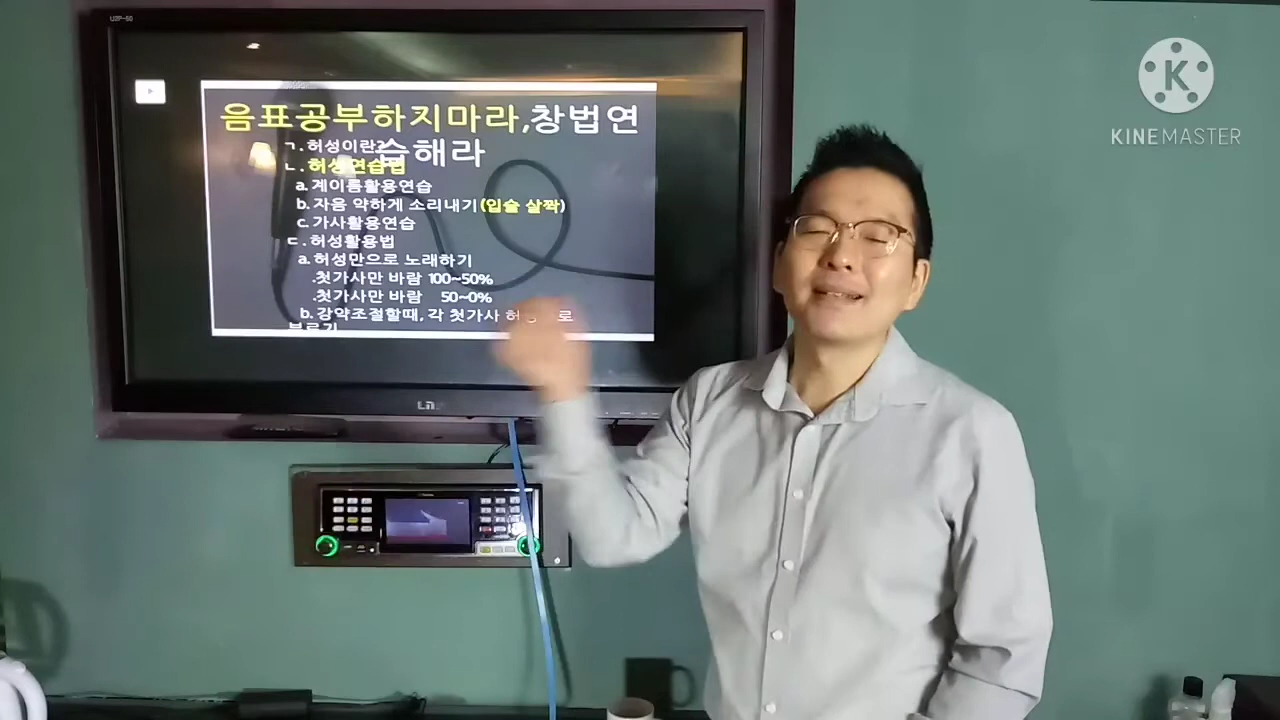 UZP-50
음표공부하지마라,창법연
습해라
ㄱ.허성이란
ㄴ.허성연습법
a.계이름활용연습
b.자음 약하게 소리내기(입술 살짝)
c.가사활용연습
ㄷ.허성활용법
a.허성만으로 노래하기
.첫가사만 바람 100~50%
.첫가사만 바람 50~0%
b.강약조절할때, 각 첫가사 허 로
부르기
K
KINEMASTER